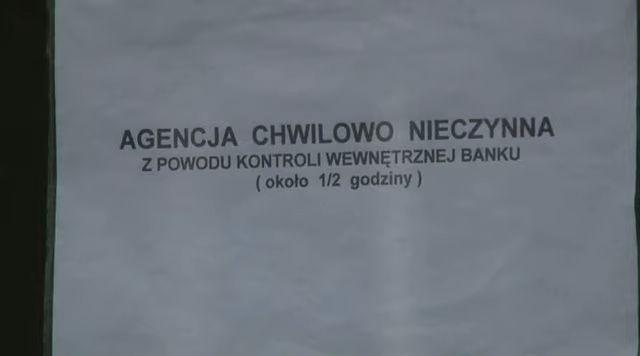 AGENCJA CHWILOWO NIECZYNNA
Z POWODU KONTROLI WEWNĘTRZNEJ BANKU
( około 1/2 godziny )